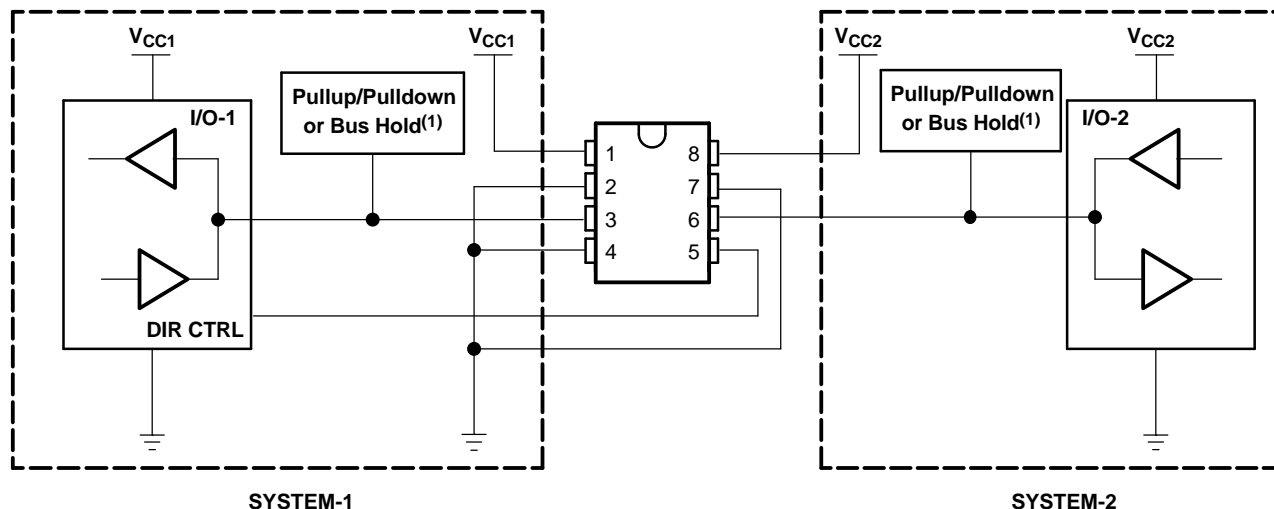 VCC1
VCC1
VCC2
VCC2
Pullup/Pulldown
or Bus Hold(1)
Pullup/Pulldown
or Bus Hold(1)
I/O-1
I/O-2
1
8
2
7
3
6
4
5
DIR CTRL
SYSTEM-1
SYSTEM-2